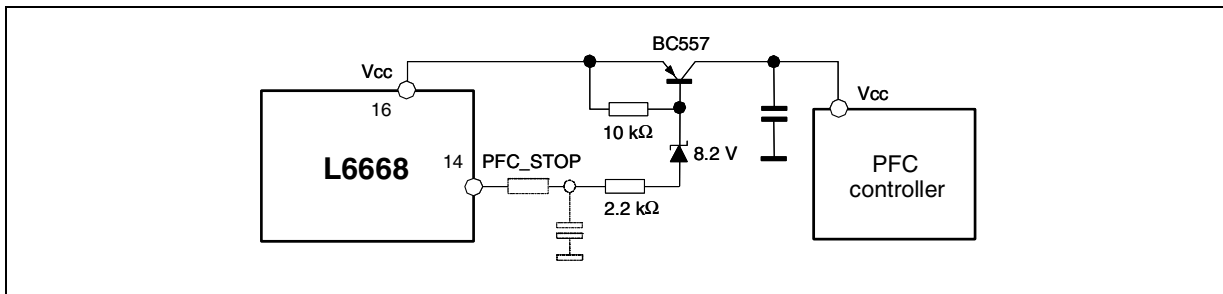 BC557
Vcc
16
10 kΩ
Vcc
L6668
14
PFC_STOP
8.2 V
2.2 kΩ
PFC
controller